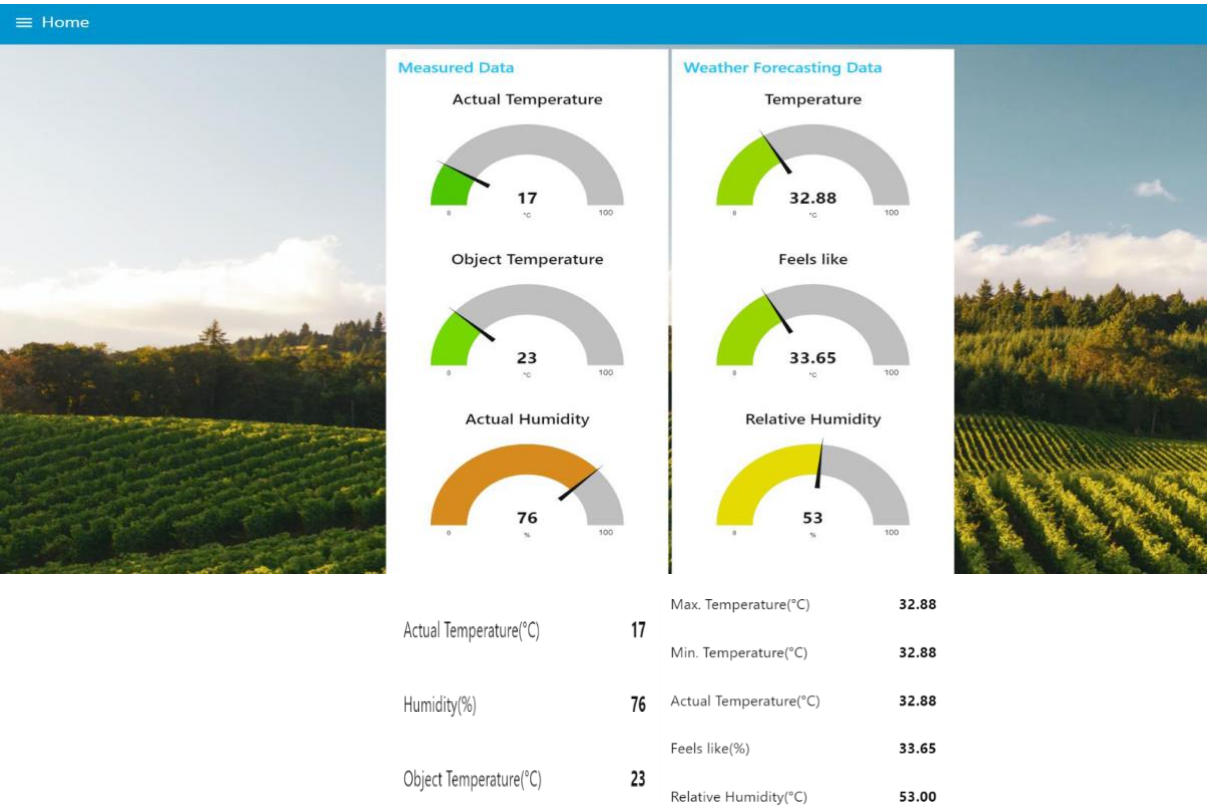 Home
Measured Data
Actual Temperature
17
°C
0
100
Object Temperature
23
°C
0
100
Actual Humidity
76
%
0
100
Weather Forecasting Data
Temperature
32.88
°C
0
100
Feels like
33.65
°C
0
100
Relative Humidity
53
%
0
100
Actual Temperature(°C) 17
Humidity(%) 76
Object Temperature(°C) 23
Max. Temperature(°C) 32.88
Min. Temperature(°C) 32.88
Actual Temperature(°C) 32.88
Feels like(%) 33.65
Relative Humidity(°C) 53.00